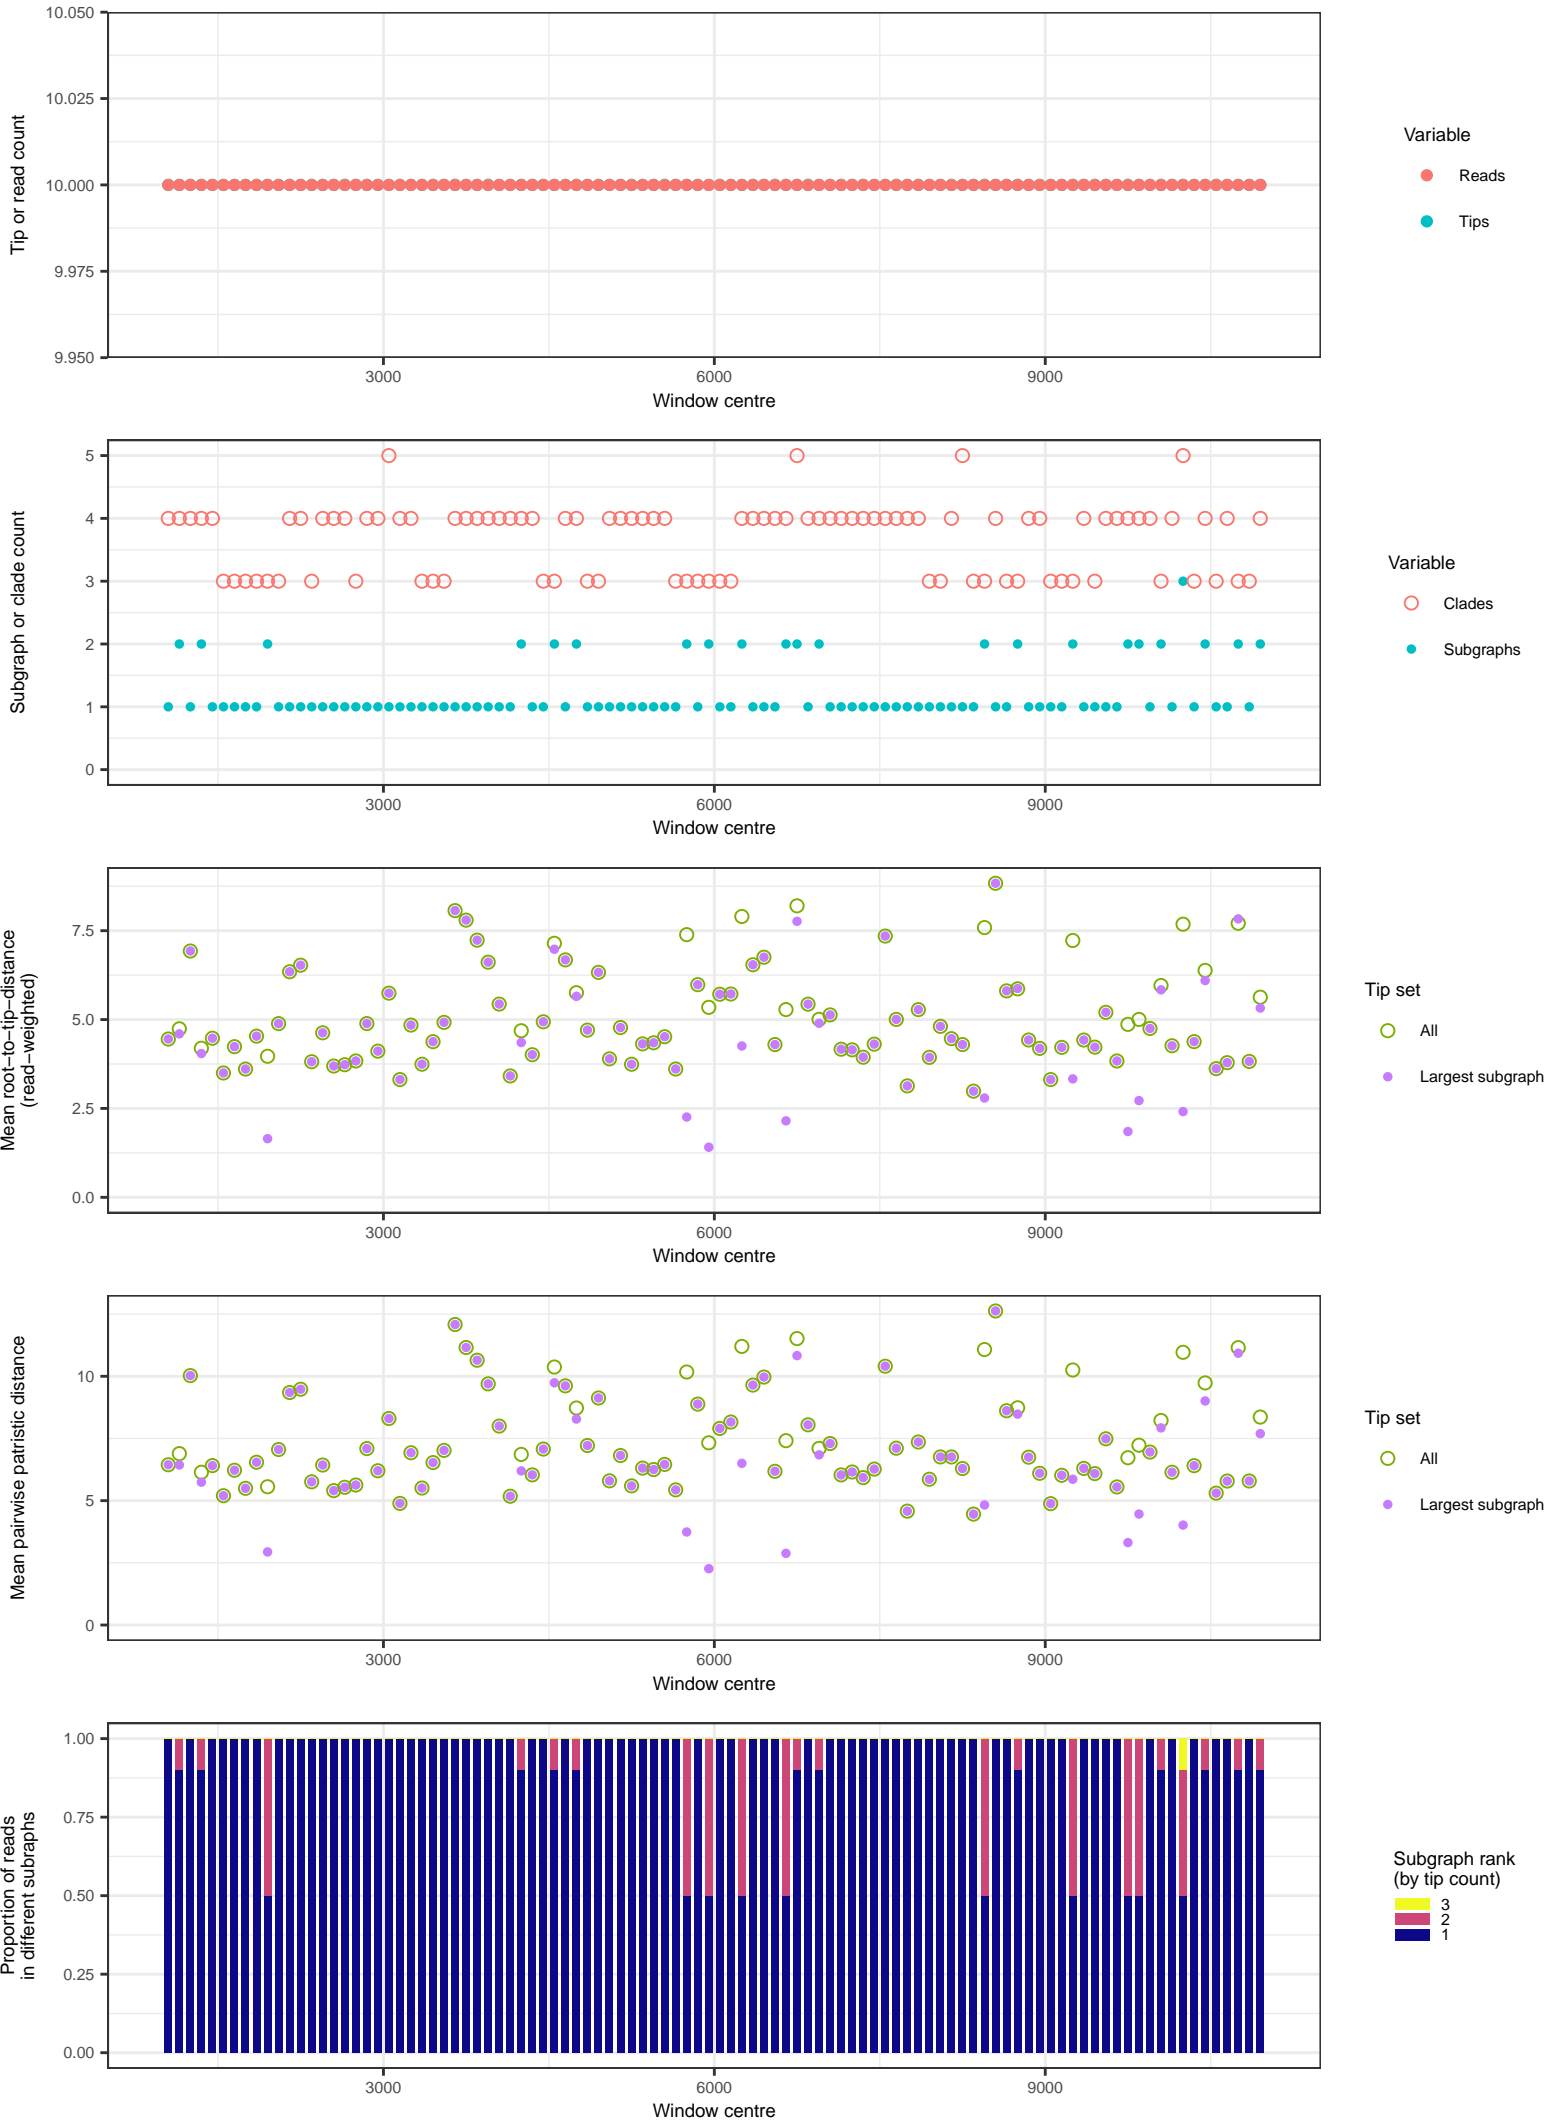 10.050
10.025
10.000
9.975
9.950
Tip or read count
3000 6000 9000
Window centre
Variable
Reads
Tips
5
4
3
2
1
0
Subgraph or clade count
3000 6000 9000
Window centre
Variable
Clades
Subgraphs
7.5
5.0
2.5
0.0
Mean root−to−tip−distance
(read−weighted)
3000 6000 9000
Window centre
Tip set
All
Largest subgraph
10
5
0
Mean pairwise patristic distance
3000 6000 9000
Window centre
Tip set
All
Largest subgraph
1.00
0.75
0.50
0.25
0.00
Proportion of reads
in different subraphs
3000 6000 9000
Window centre
Subgraph rank
(by tip count)
3
2
1